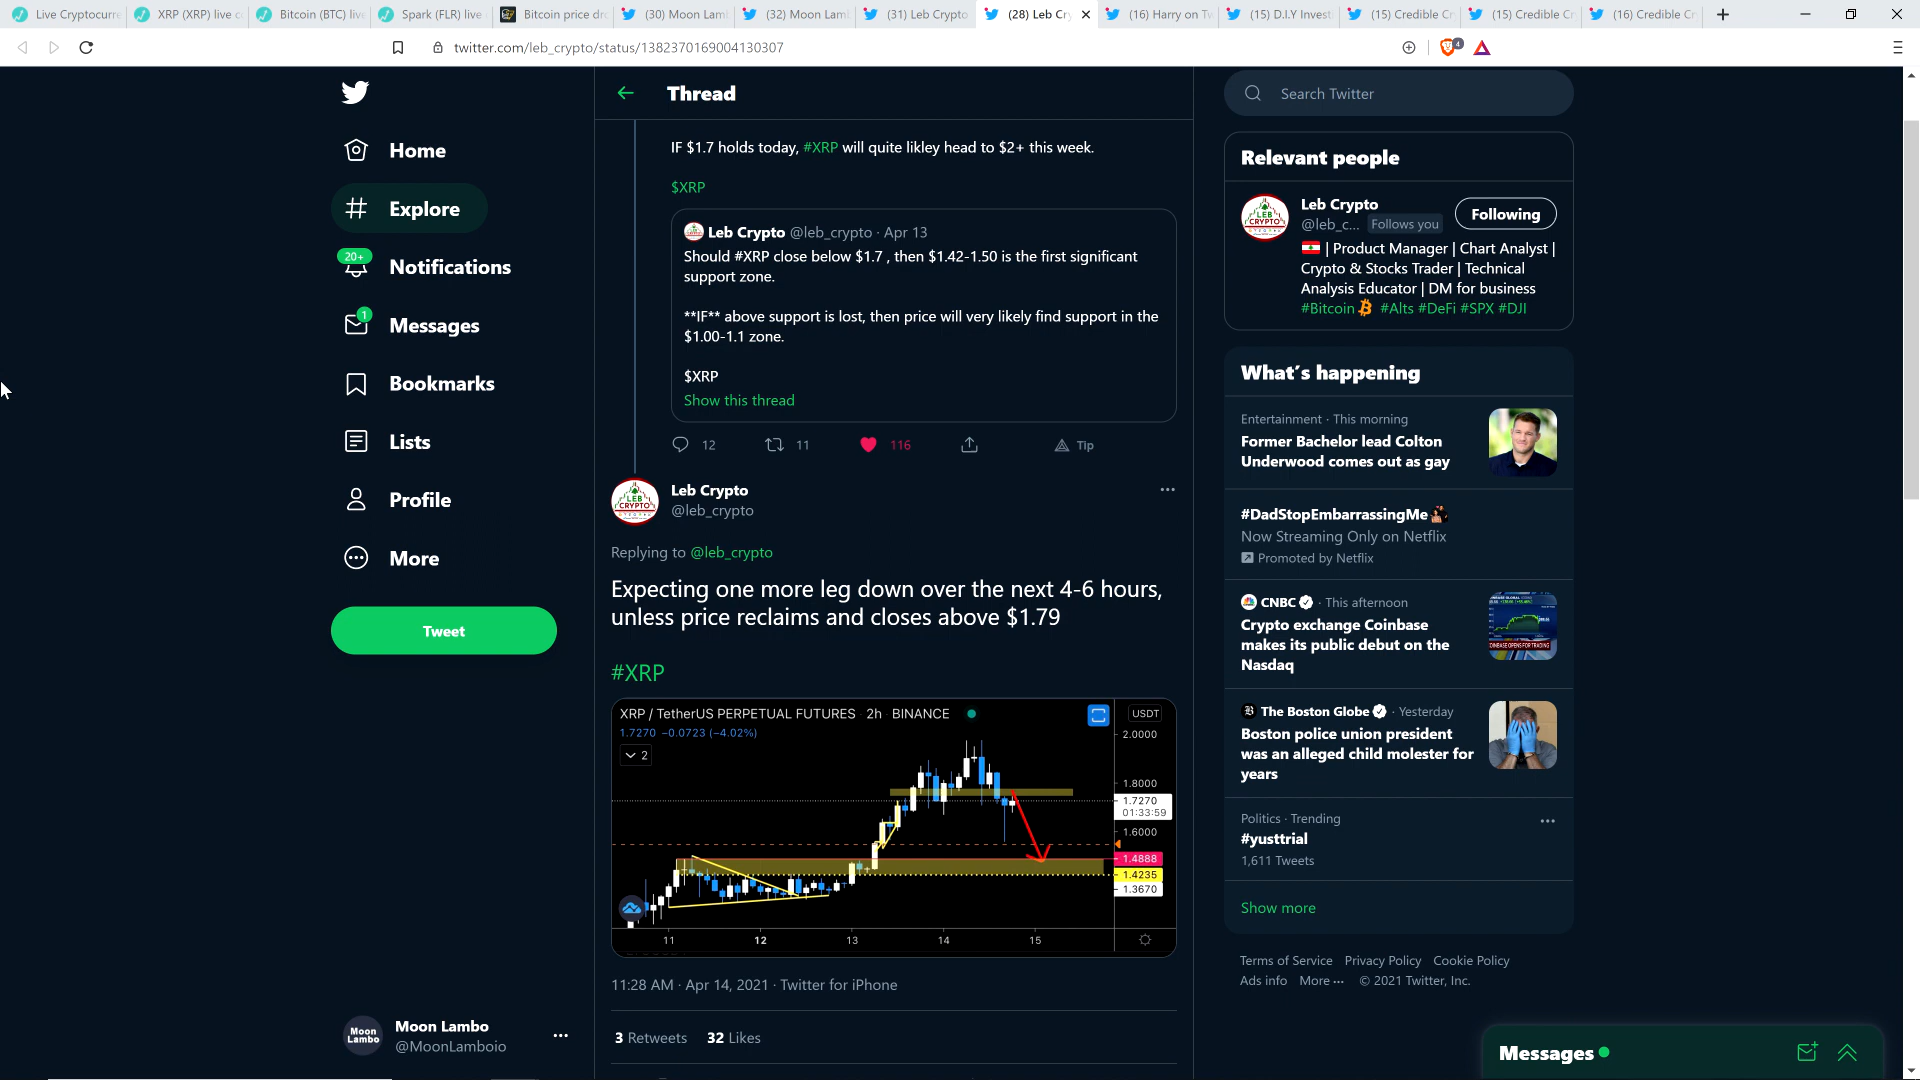 Live Cryptocurre
XRP (XRP) live c
Bitcoin (BTC) live
Spark (FLR) live
Bitcoin price dr
(30) Moon Lam
(32) Moon Lamb
(31) Leb Crypto
(28) Leb Cr
(16) Harry on Tw
(15) D.I.Y Invest
(15) Credible Cr
(15) Credible Cr
(16) Credible Cr
twitter.com/leb_crypto/status/1382370169004130307
4
Home
Explore
20+
Notifications
1
Messages
Bookmarks
Lists
Profile
More
Tweet
Moon Lambo
Moon Lambo
@MoonLamboio
Thread
IF $1.7 holds today, #XRP will quite likley head to $2+ this week.
$XRP
Leb Crypto @leb_crypto · Apr 13
Should #XRP close below $1.7 , then $1.42-1.50 is the first significant
support zone.
**IF** above support is lost, then price will very likely find support in the
$1.00-1.1 zone.
$XRP
Show this thread
12
11
116
Tip
LEB
CRYPTO
Leb Crypto
@leb_crypto
Replying to @leb_crypto
Expecting one more leg down over the next 4-6 hours,
unless price reclaims and closes above $1.79
#XRP
XRP / TetherUS PERPETUAL FUTURES 2h · BINANCE
USDT
1.7270 −0.0723 (−4.02%)
2
2.0000
1.8000
1.7270
01:33:59
1.6000
1.4888
1.4235
1.3670
11 12 13 14 15
11:28 AM · Apr 14, 2021 · Twitter for iPhone
3 Retweets 32 Likes
Search Twitter
Relevant people
LEB
CRYPTO
Leb Crypto
@leb_c... Follows you
Following
| Product Manager | Chart Analyst |
Crypto & Stocks Trader | Technical
Analysis Educator | DM for business
#Bitcoin #Alts #DeFi #SPX #DJI
What's happening
Entertainment · This morning
Former Bachelor lead Colton
Underwood comes out as gay
#DadStopEmbarrassingMe
Now Streaming Only on Netflix
Promoted by Netflix
CNBC · This afternoon
Crypto exchange Coinbase
makes its public debut on the
Nasdaq
The Boston Globe · Yesterday
Boston police union president
was an alleged child molester for
years
Politics · Trending
#yusttrial
1,611 Tweets
Show more
Terms of Service Privacy Policy Cookie Policy
Ads info More ··· © 2021 Twitter, Inc.
Messages